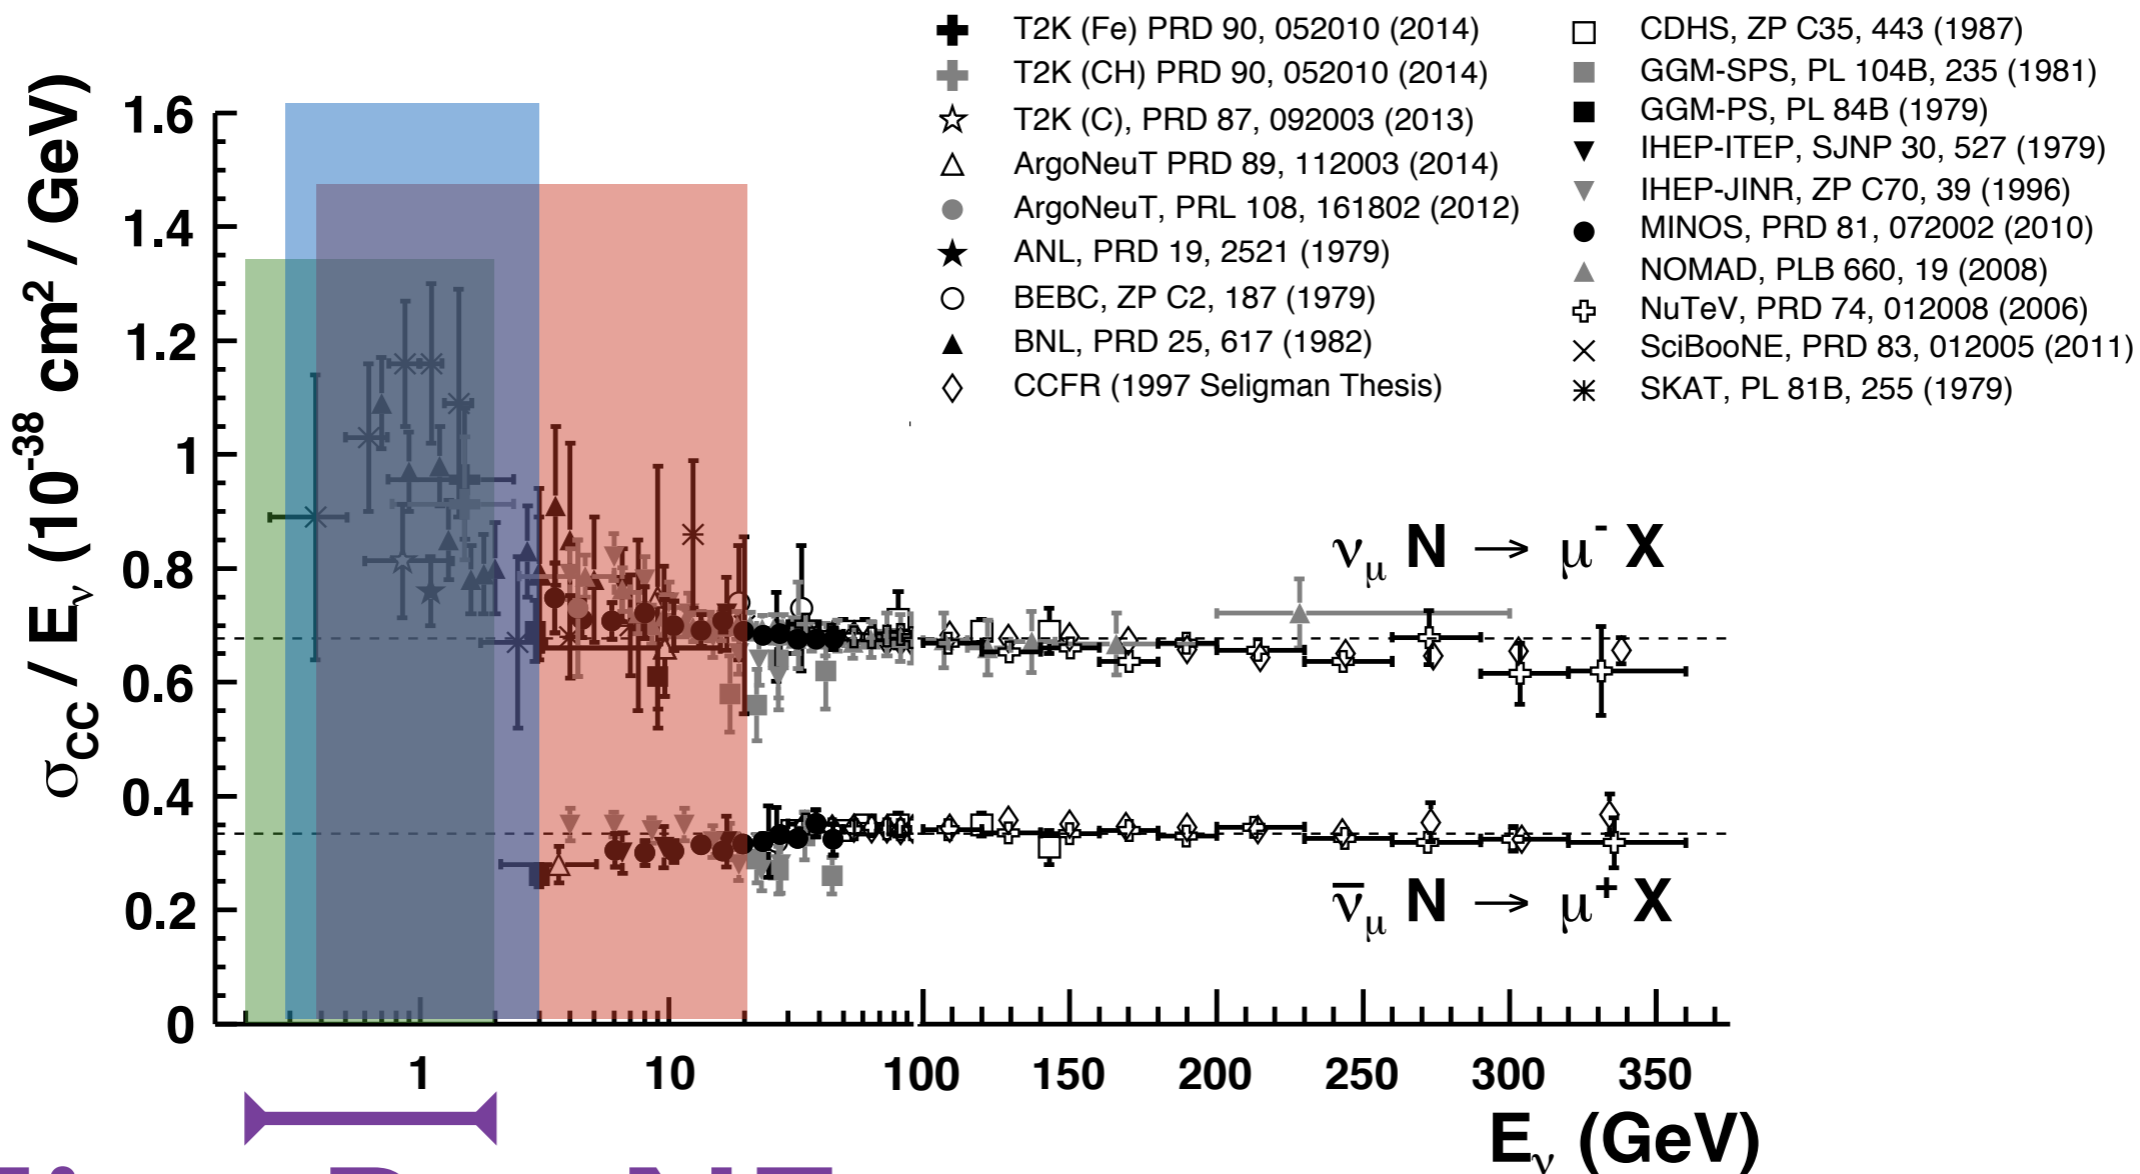 T2K (Fe) PRD 90, 052010 (2014)
T2K (CH) PRD 90, 052010 (2014)
T2K (C), PRD 87, 092003 (2013)
ArgoNeuT PRD 89, 112003 (2014)
ArgoNeuT, PRL 108, 161802 (2012)
ANL, PRD 19, 2521 (1979)
BEBC, ZP C2, 187 (1979)
BNL, PRD 25, 617 (1982)
CCFR (1997 Seligman Thesis)
CDHS, ZP C35, 443 (1987)
GGM-SPS, PL 104B, 235 (1981)
GGM-PS, PL 84B (1979)
IHEP-ITEP, SJNP 30, 527 (1979)
IHEP-JINR, ZP C70, 39 (1996)
MINOS, PRD 81, 072002 (2010)
NOMAD, PLB 660, 19 (2008)
NuTeV, PRD 74, 012008 (2006)
SciBooNE, PRD 83, 012005 (2011)
SKAT, PL 81B, 255 (1979)
σCC / Eν (10⁻³⁸ cm² / GeV)
1.6
1.4
1.2
1
0.8
0.6
0.4
0.2
0
νμ N → μ⁻ X
ν̅μ N → μ⁺ X
1 10 100 150 200 250 300 350
Eν (GeV)